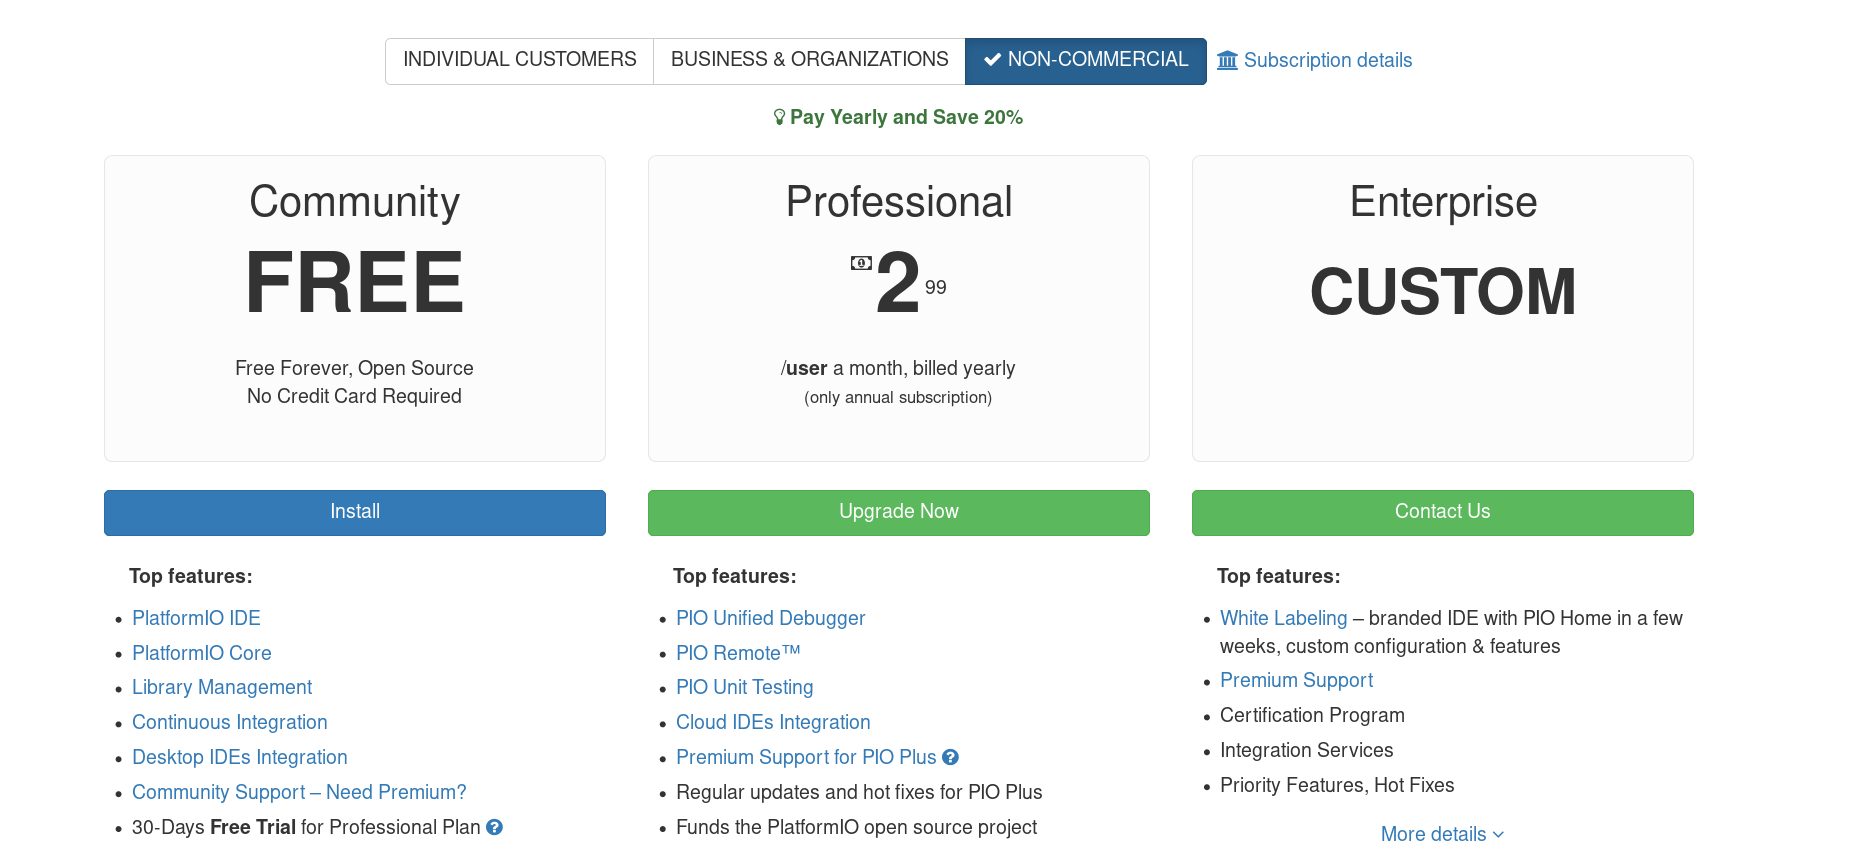 INDIVIDUAL CUSTOMERS BUSINESS & ORGANIZATIONS NON-COMMERCIAL Subscription details
Pay Yearly and Save 20%
Community
FREE
Free Forever, Open Source
No Credit Card Required
Install
Top features:
PlatformIO IDE
PlatformIO Core
Library Management
Continuous Integration
Desktop IDEs Integration
Community Support – Need Premium?
30-Days Free Trial for Professional Plan
Professional
2 99
/user a month, billed yearly
(only annual subscription)
Upgrade Now
Top features:
PIO Unified Debugger
PIO Remote™
PIO Unit Testing
Cloud IDEs Integration
Premium Support for PIO Plus
Regular updates and hot fixes for PIO Plus
Funds the PlatformIO open source project
Enterprise
CUSTOM
Contact Us
Top features:
White Labeling – branded IDE with PIO Home in a few
weeks, custom configuration & features
Premium Support
Certification Program
Integration Services
Priority Features, Hot Fixes
More details